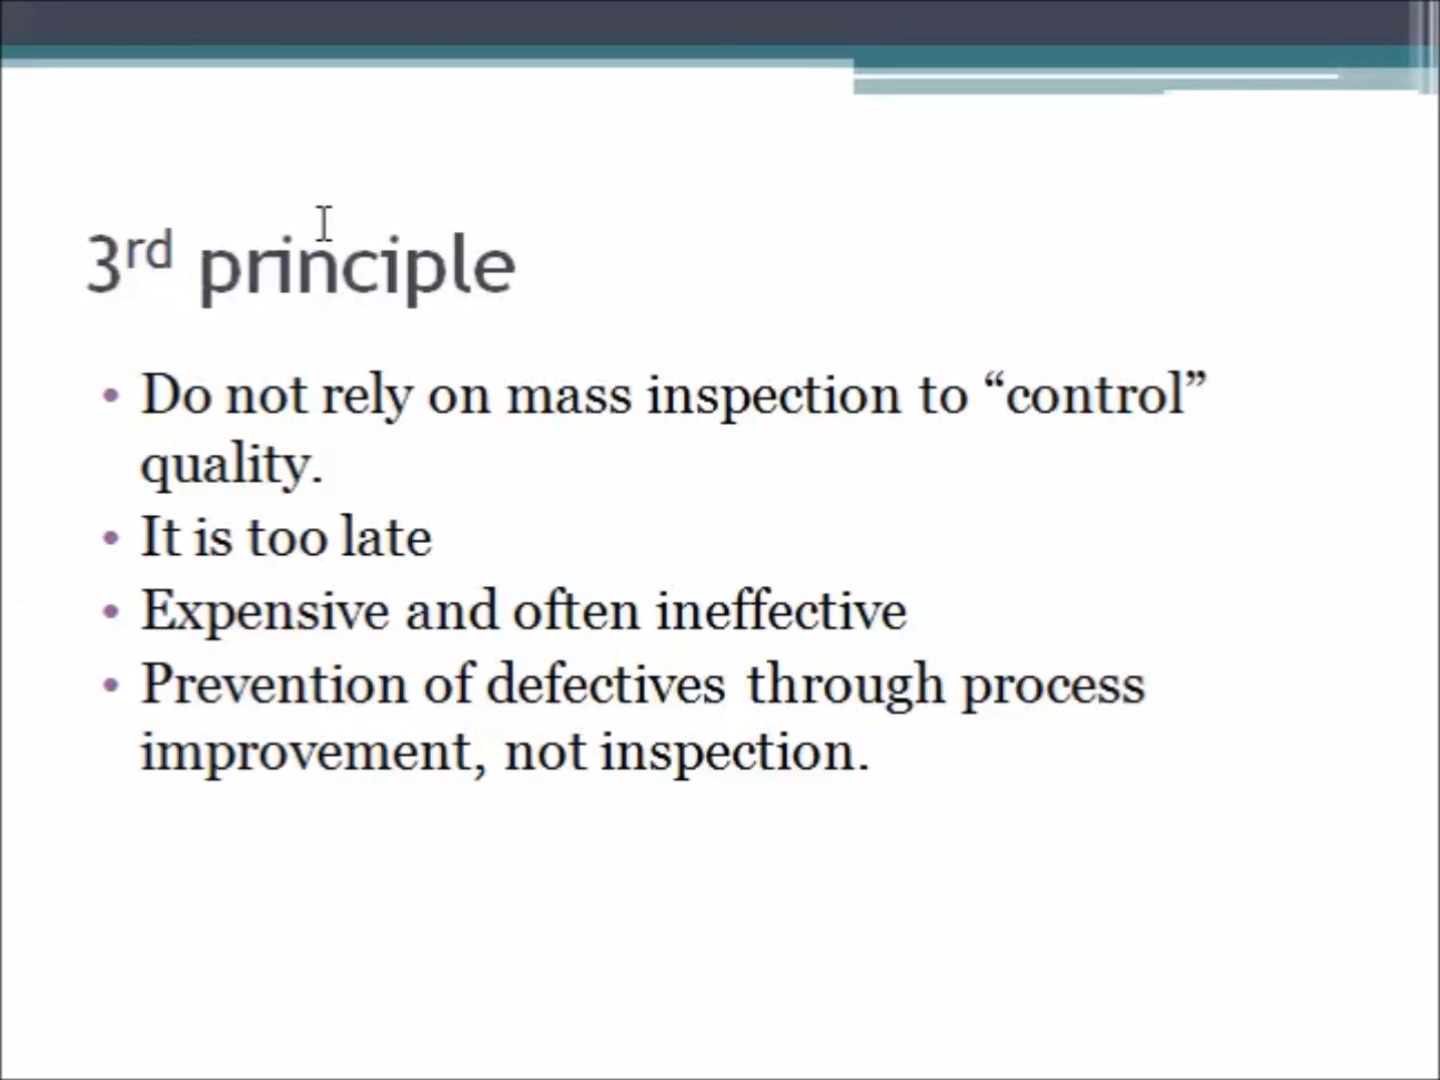 3rd principle
• Do not rely on mass inspection to “control”
quality.
• It is too late
• Expensive and often ineffective
• Prevention of defectives through process
improvement, not inspection.